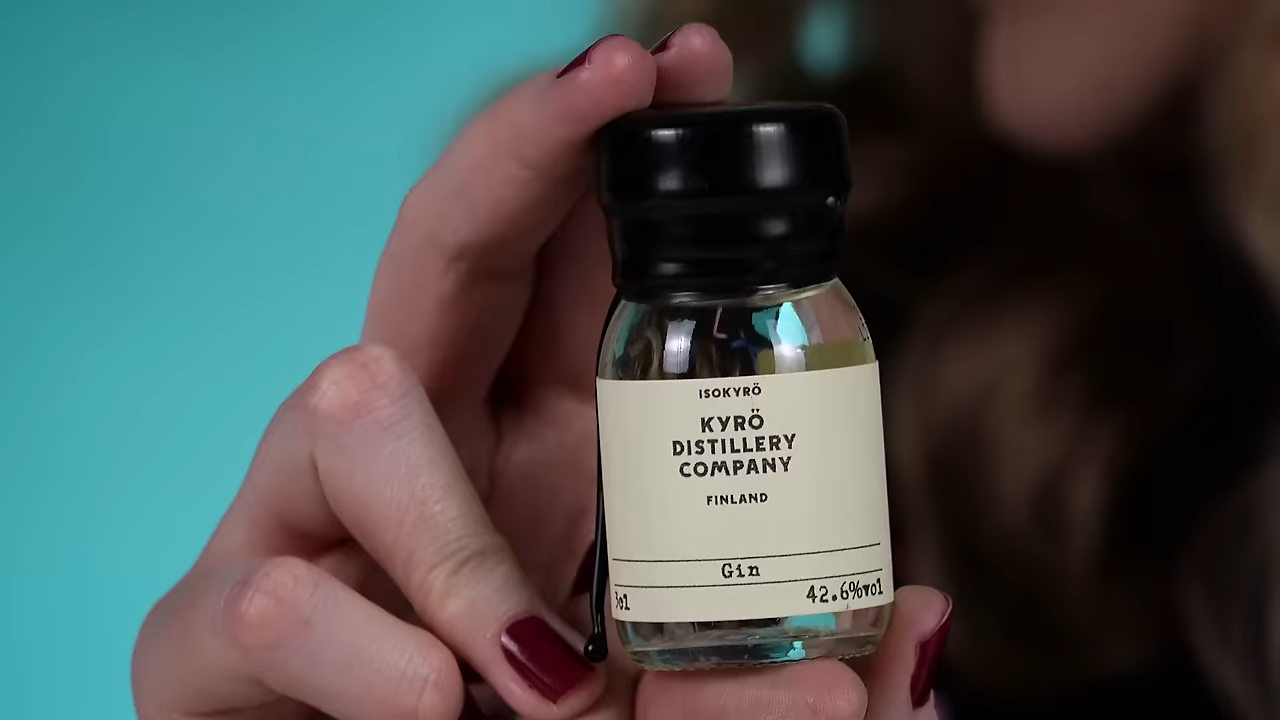 ISOKYRÖ
KYRÖ
DISTILLERY
COMPANY
FINLAND
Gin
3cl 42.6%vol